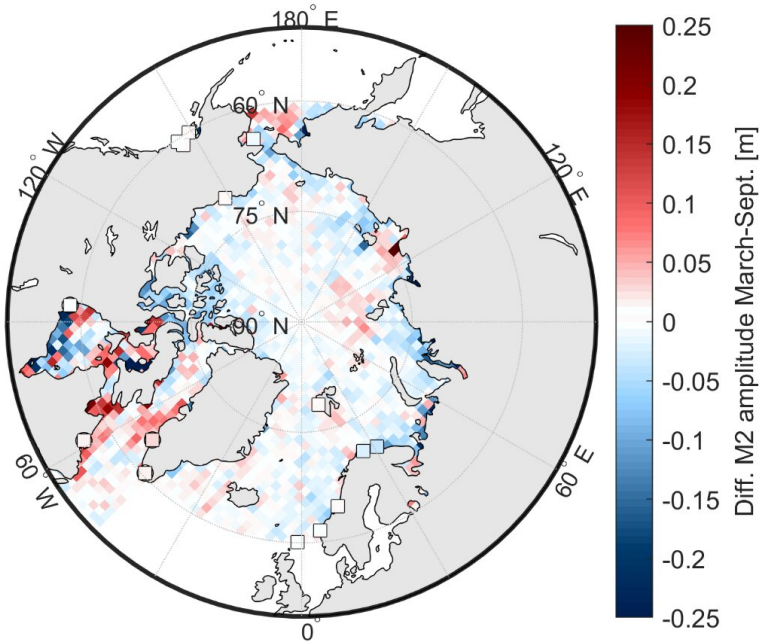 180° E
60° N
120° W
120° E
75° N
90° N
60° W
60° E
0°
0.25
0.2
0.15
0.1
0.05
0
-0.05
-0.1
-0.15
-0.2
-0.25
Diff. M2 amplitude March-Sept. [m]